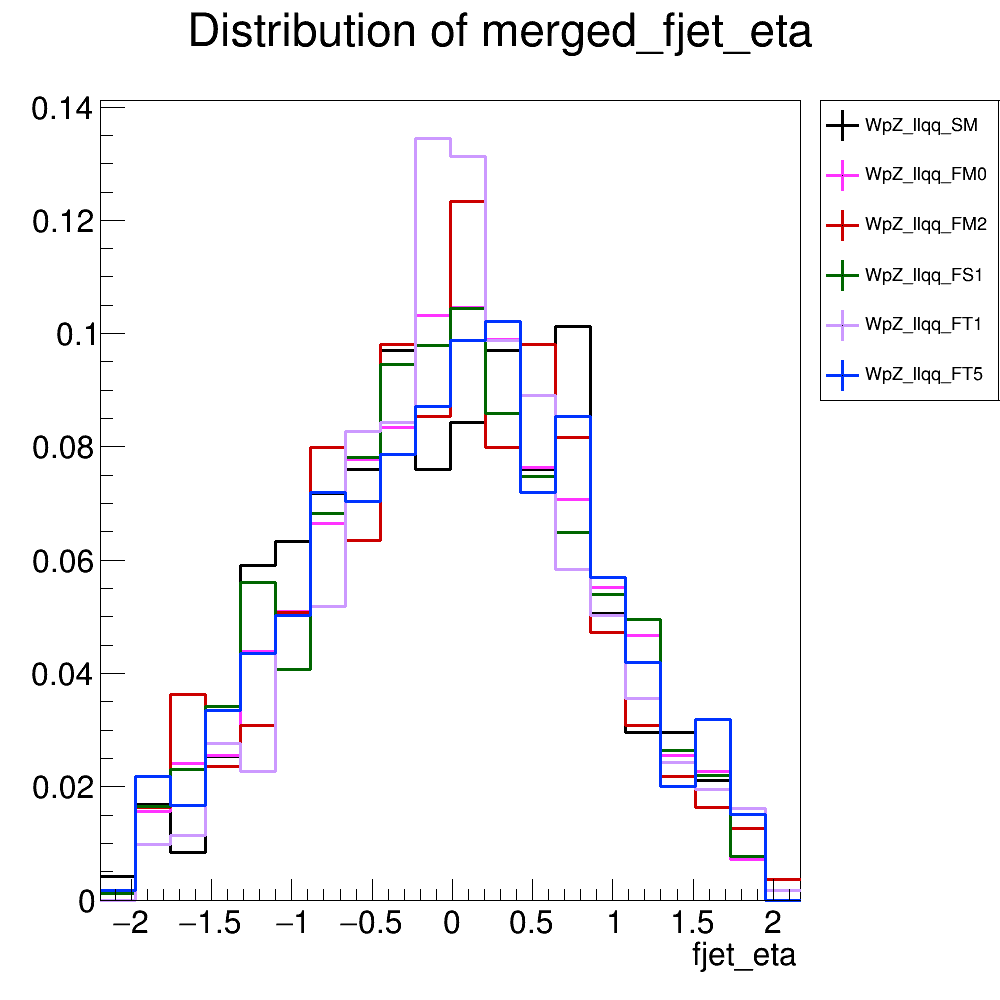 Distribution of merged_fjet_eta
0.14
0.12
0.1
0.08
0.06
0.04
0.02
0
−2
−1.5
−1
−0.5
0
0.5
1
1.5
2
fjet_eta
WpZ_llqq_SM
WpZ_llqq_FM0
WpZ_llqq_FM2
WpZ_llqq_FS1
WpZ_llqq_FT1
WpZ_llqq_FT5